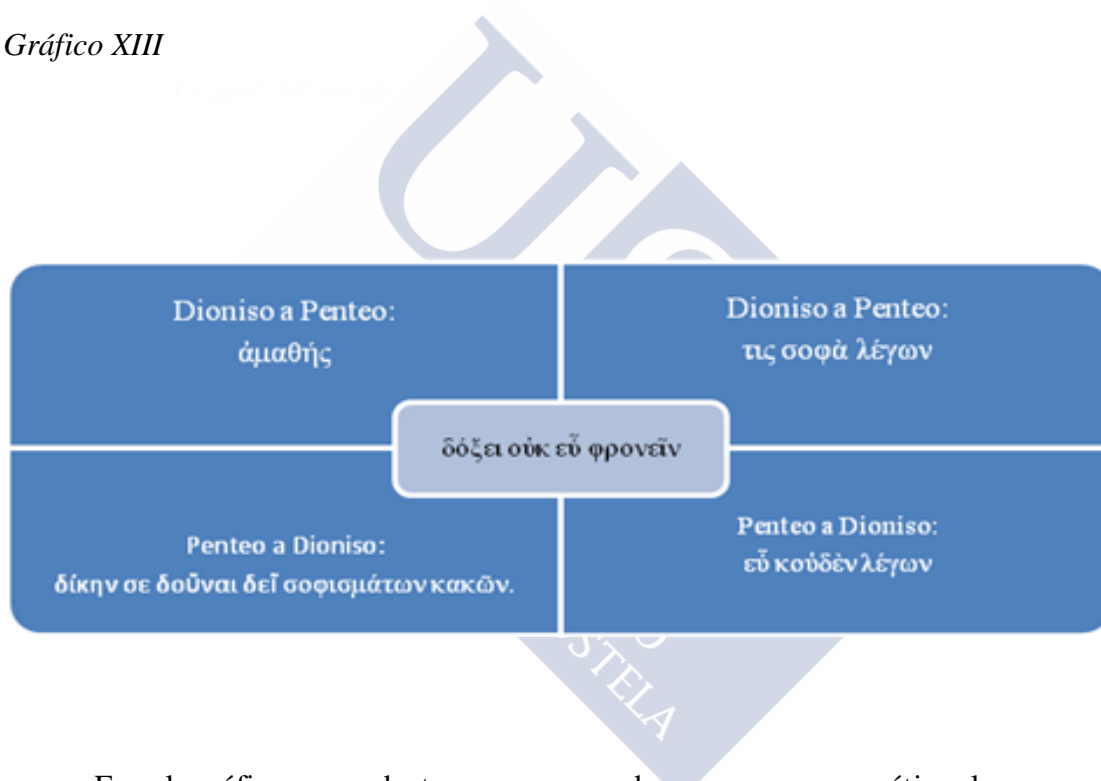 Gráfico XIII
Dioniso a Penteo:
ἀμαθής
Dioniso a Penteo:
τις σοφὰ λέγων
δόξει οὐκ εὖ φρονεῖν
Penteo a Dioniso:
δίκην σε δοῦναι δεῖ σοφισμάτων κακῶν.
Penteo a Dioniso:
εὖ κοὐδὲν λέγων